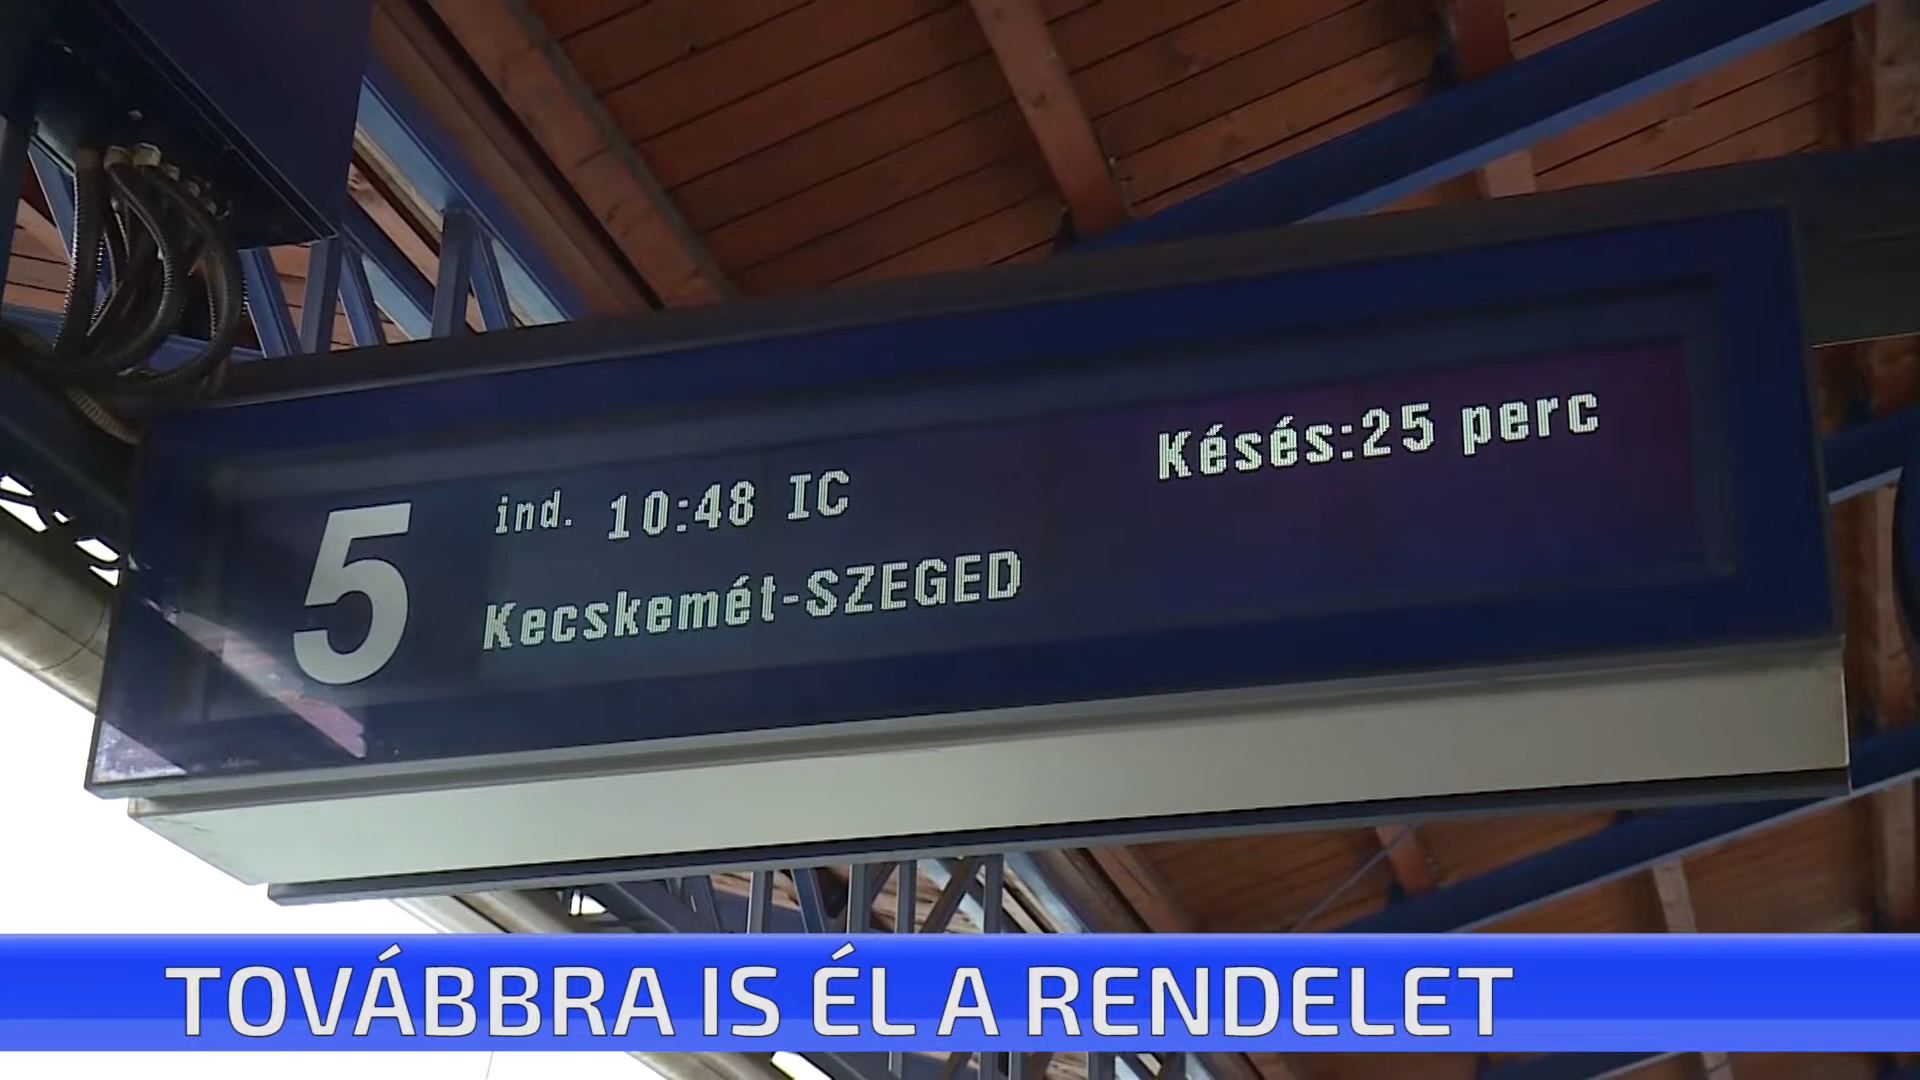 5
ind. 10:48 IC
Késés:25 perc
Kecskemét-SZEGED
TOVÁBBRA IS ÉL A RENDELET